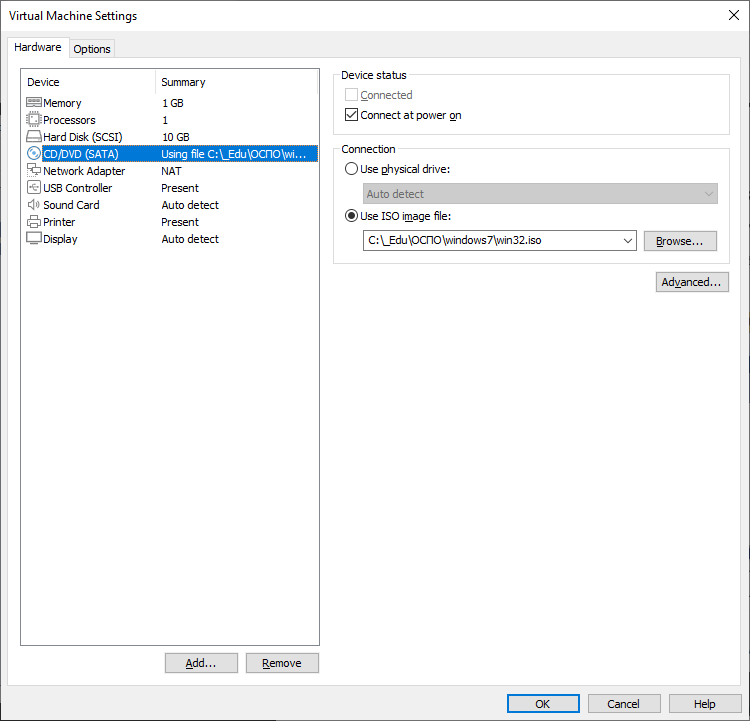 Virtual Machine Settings
Hardware Options
Device Summary
Memory 1 GB
Processors 1
Hard Disk (SCSI) 10 GB
CD/DVD (SATA) Using file C:\_Edu\ОСПО\wi...
Network Adapter NAT
USB Controller Present
Sound Card Auto detect
Printer Present
Display Auto detect
Add... Remove
Device status
Connected
Connect at power on
Connection
Use physical drive:
Auto detect
Use ISO image file:
C:\_Edu\ОСПО\windows7\win32.iso Browse...
Advanced...
OK Cancel Help